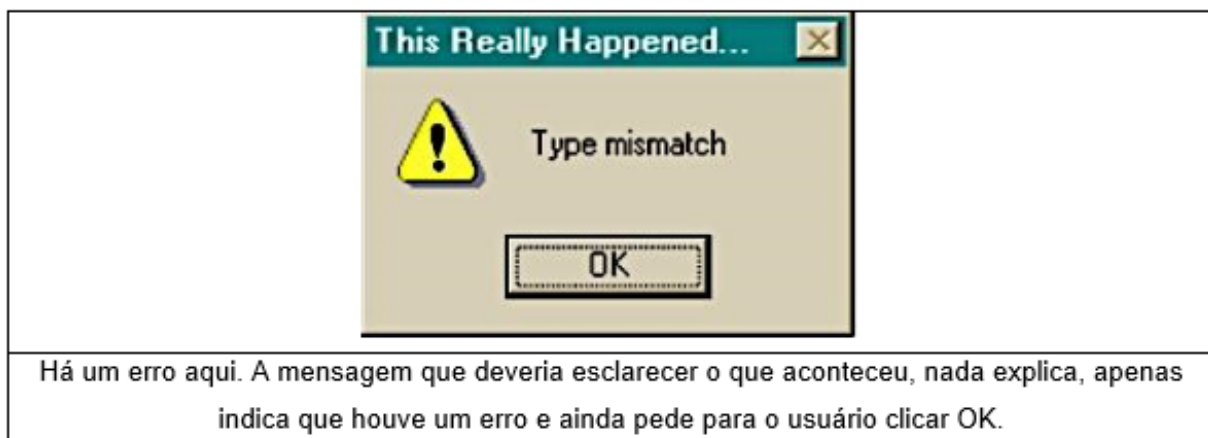 This Really Happened...
Type mismatch
OK
Há um erro aqui. A mensagem que deveria esclarecer o que aconteceu, nada explica, apenas
indica que houve um erro e ainda pede para o usuário clicar OK.